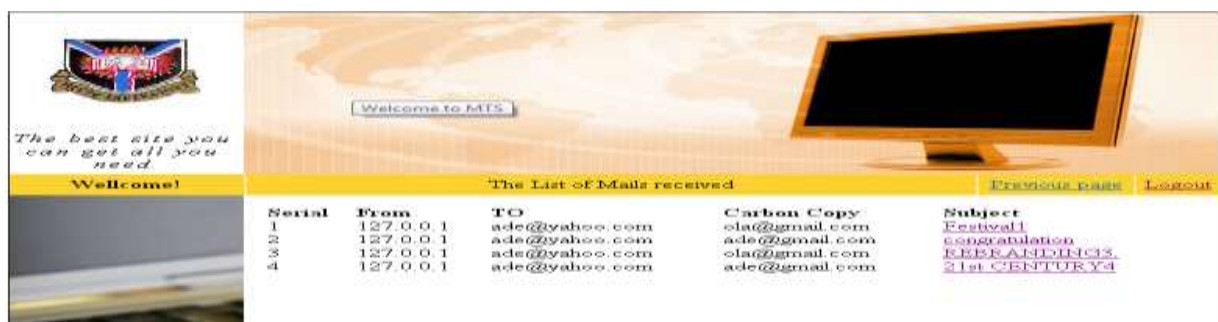 Welcome to MTS
The best site you
can get all you
need
Wellcome!
The List of Mails received
Previous page
Logout
Serial From TO Carbon Copy Subject
1 127.0.0.1 ade@yahoo.com ola@gmail.com Festival1
2 127.0.0.1 ade@yahoo.com ade@gmail.com congratulation
3 127.0.0.1 ade@yahoo.com ola@gmail.com REBRANDING3.
4 127.0.0.1 ade@yahoo.com ade@gmail.com 21st CENTURY4